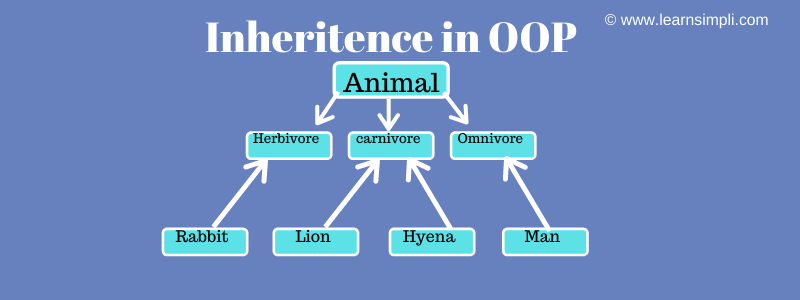 © www.learnsimpli.com
Inheritence in OOP
Animal
Herbivore carnivore Omnivore
Rabbit Lion Hyena Man